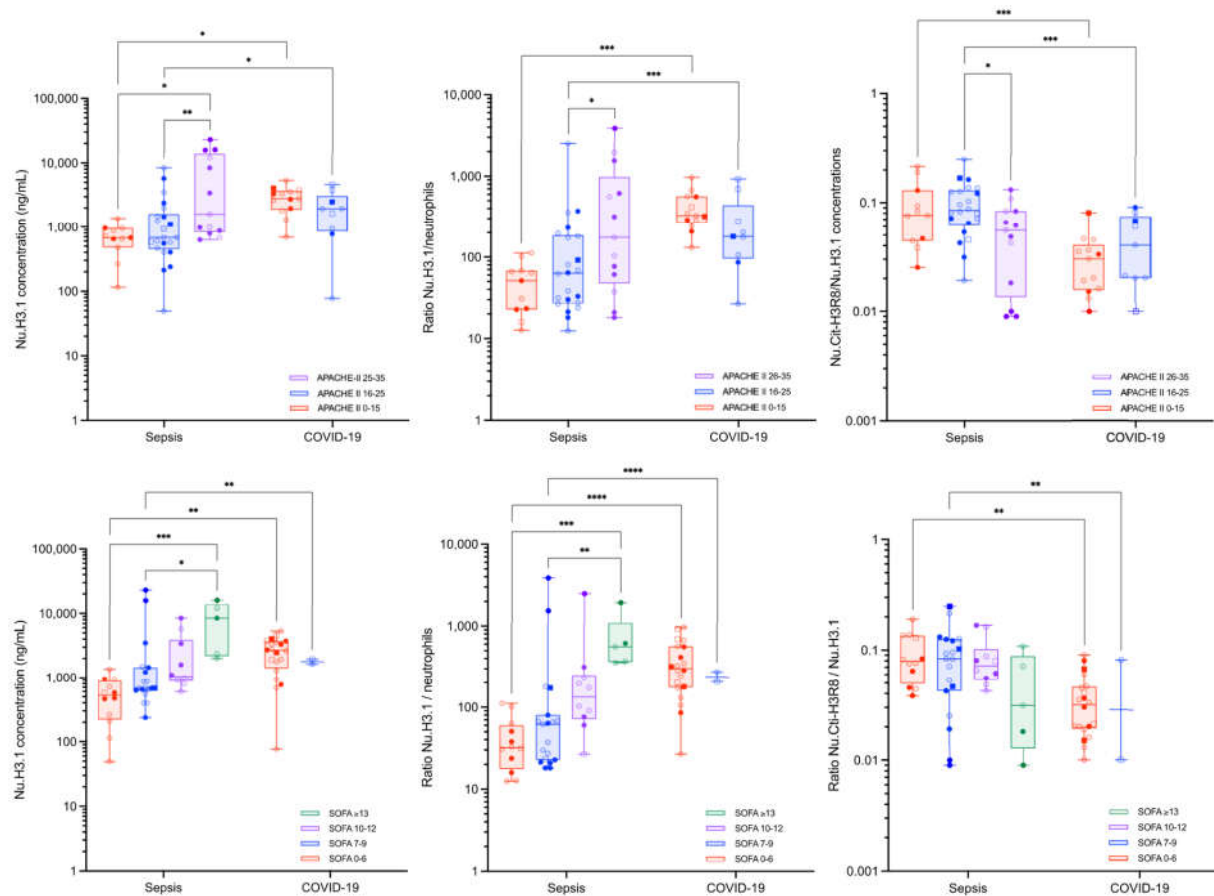 * * * **
Nu.H3.1 concentration (ng/mL)
100,000
10,000
1,000
100
10
1
APACHE-II 25-35
APACHE II 16-25
APACHE II 0-15
Sepsis COVID-19
*** *** *
Ratio Nu.H3.1/neutrophils
10,000
1,000
100
10
1
APACHE II 26-35
APACHE II 16-25
APACHE II 0-15
Sepsis COVID-19
*** *** *
Nu.Cit-H3R8/Nu.H3.1 concentrations
1
0.1
0.01
0.001
APACHE II 26-35
APACHE II 16-25
APACHE II 0-15
Sepsis COVID-19
** ** *** *
Nu.H3.1 concentration (ng/mL)
100,000
10,000
1,000
100
10
1
SOFA ≥13
SOFA 10-12
SOFA 7-9
SOFA 0-6
Sepsis COVID-19
**** **** *** **
Ratio Nu.H3.1 / neutrophils
10,000
1,000
100
10
1
SOFA ≥13
SOFA 10-12
SOFA 7-9
SOFA 0-6
Sepsis COVID-19
** **
Ratio Nu.Cti-H3R8 / Nu.H3.1
1
0.1
0.01
0.001
SOFA ≥13
SOFA 10-12
SOFA 7-9
SOFA 0-6
Sepsis COVID-19